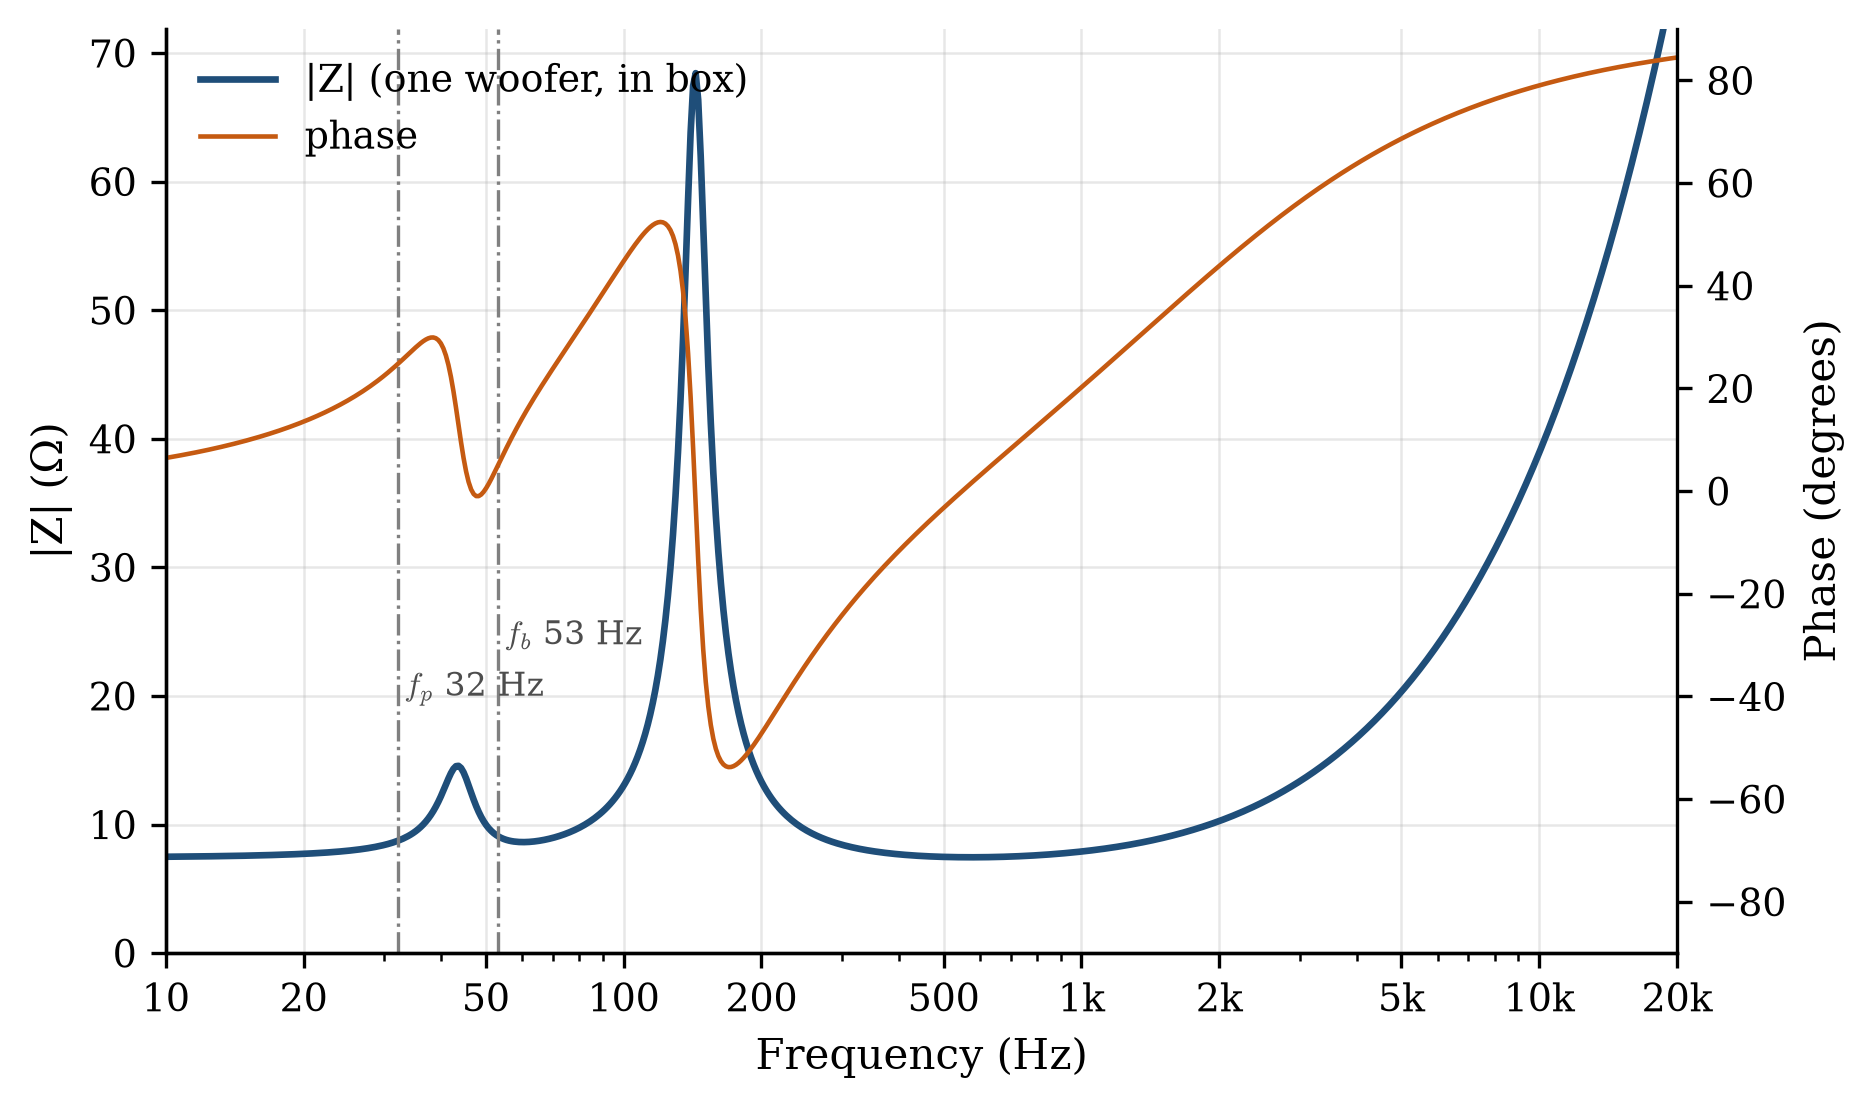 |Z| (one woofer, in box)
phase
70
60
50
40
30
20
10
0
|Z| (Ω)
80
60
40
20
0
−20
−40
−60
−80
Phase (degrees)
f_b 53 Hz
f_p 32 Hz
10
20
50
100
200
500
1k
2k
5k
10k
20k
Frequency (Hz)